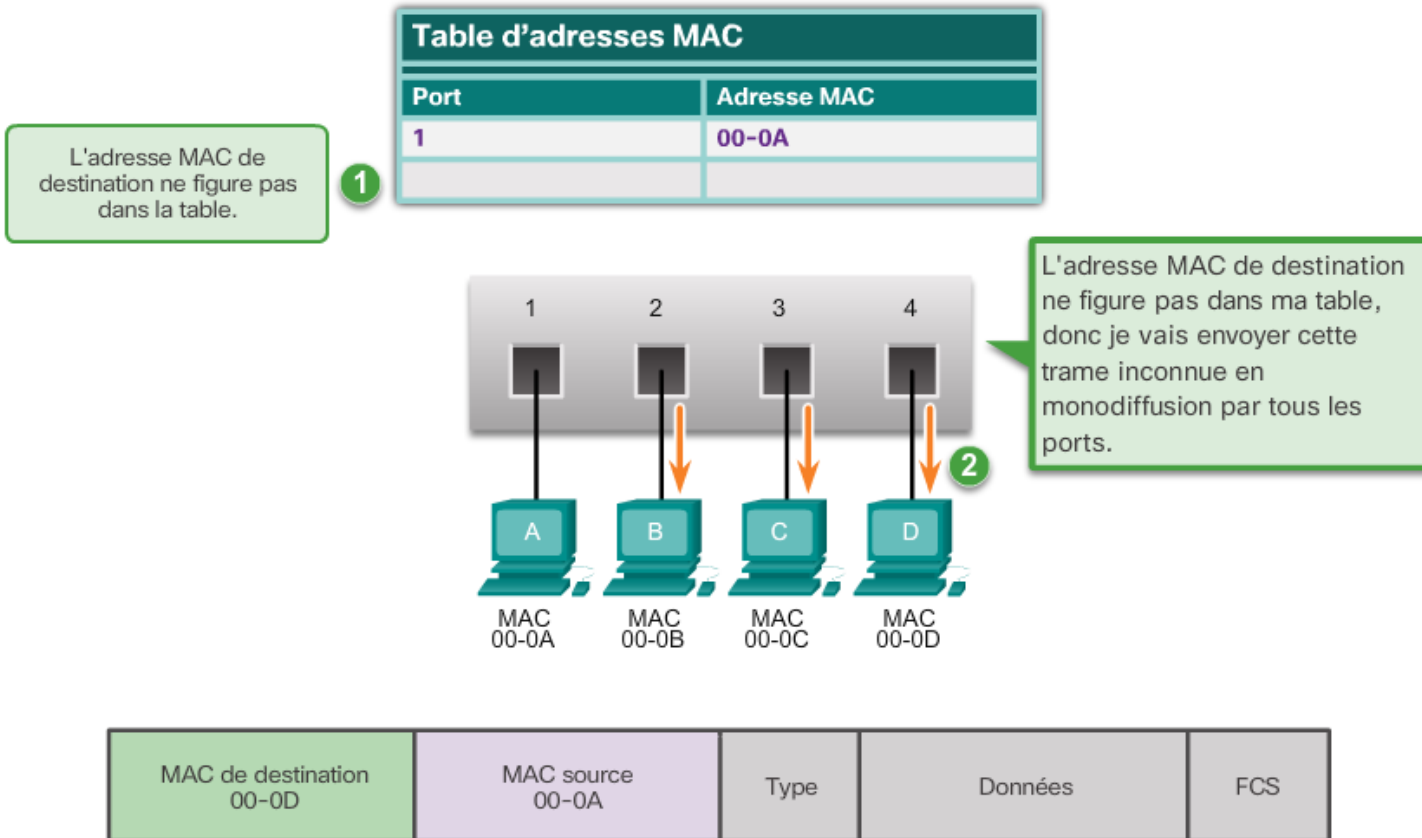 Table d'adresses MAC
Port Adresse MAC
1 00-0A
L'adresse MAC de
destination ne figure pas
dans la table.
1
1 2 3 4
L'adresse MAC de destination
ne figure pas dans ma table,
donc je vais envoyer cette
trame inconnue en
monodiffusion par tous les
ports.
2
A B C D
MAC MAC MAC MAC
00-0A 00-0B 00-0C 00-0D
MAC de destination MAC source Type Données FCS
00-0D 00-0A